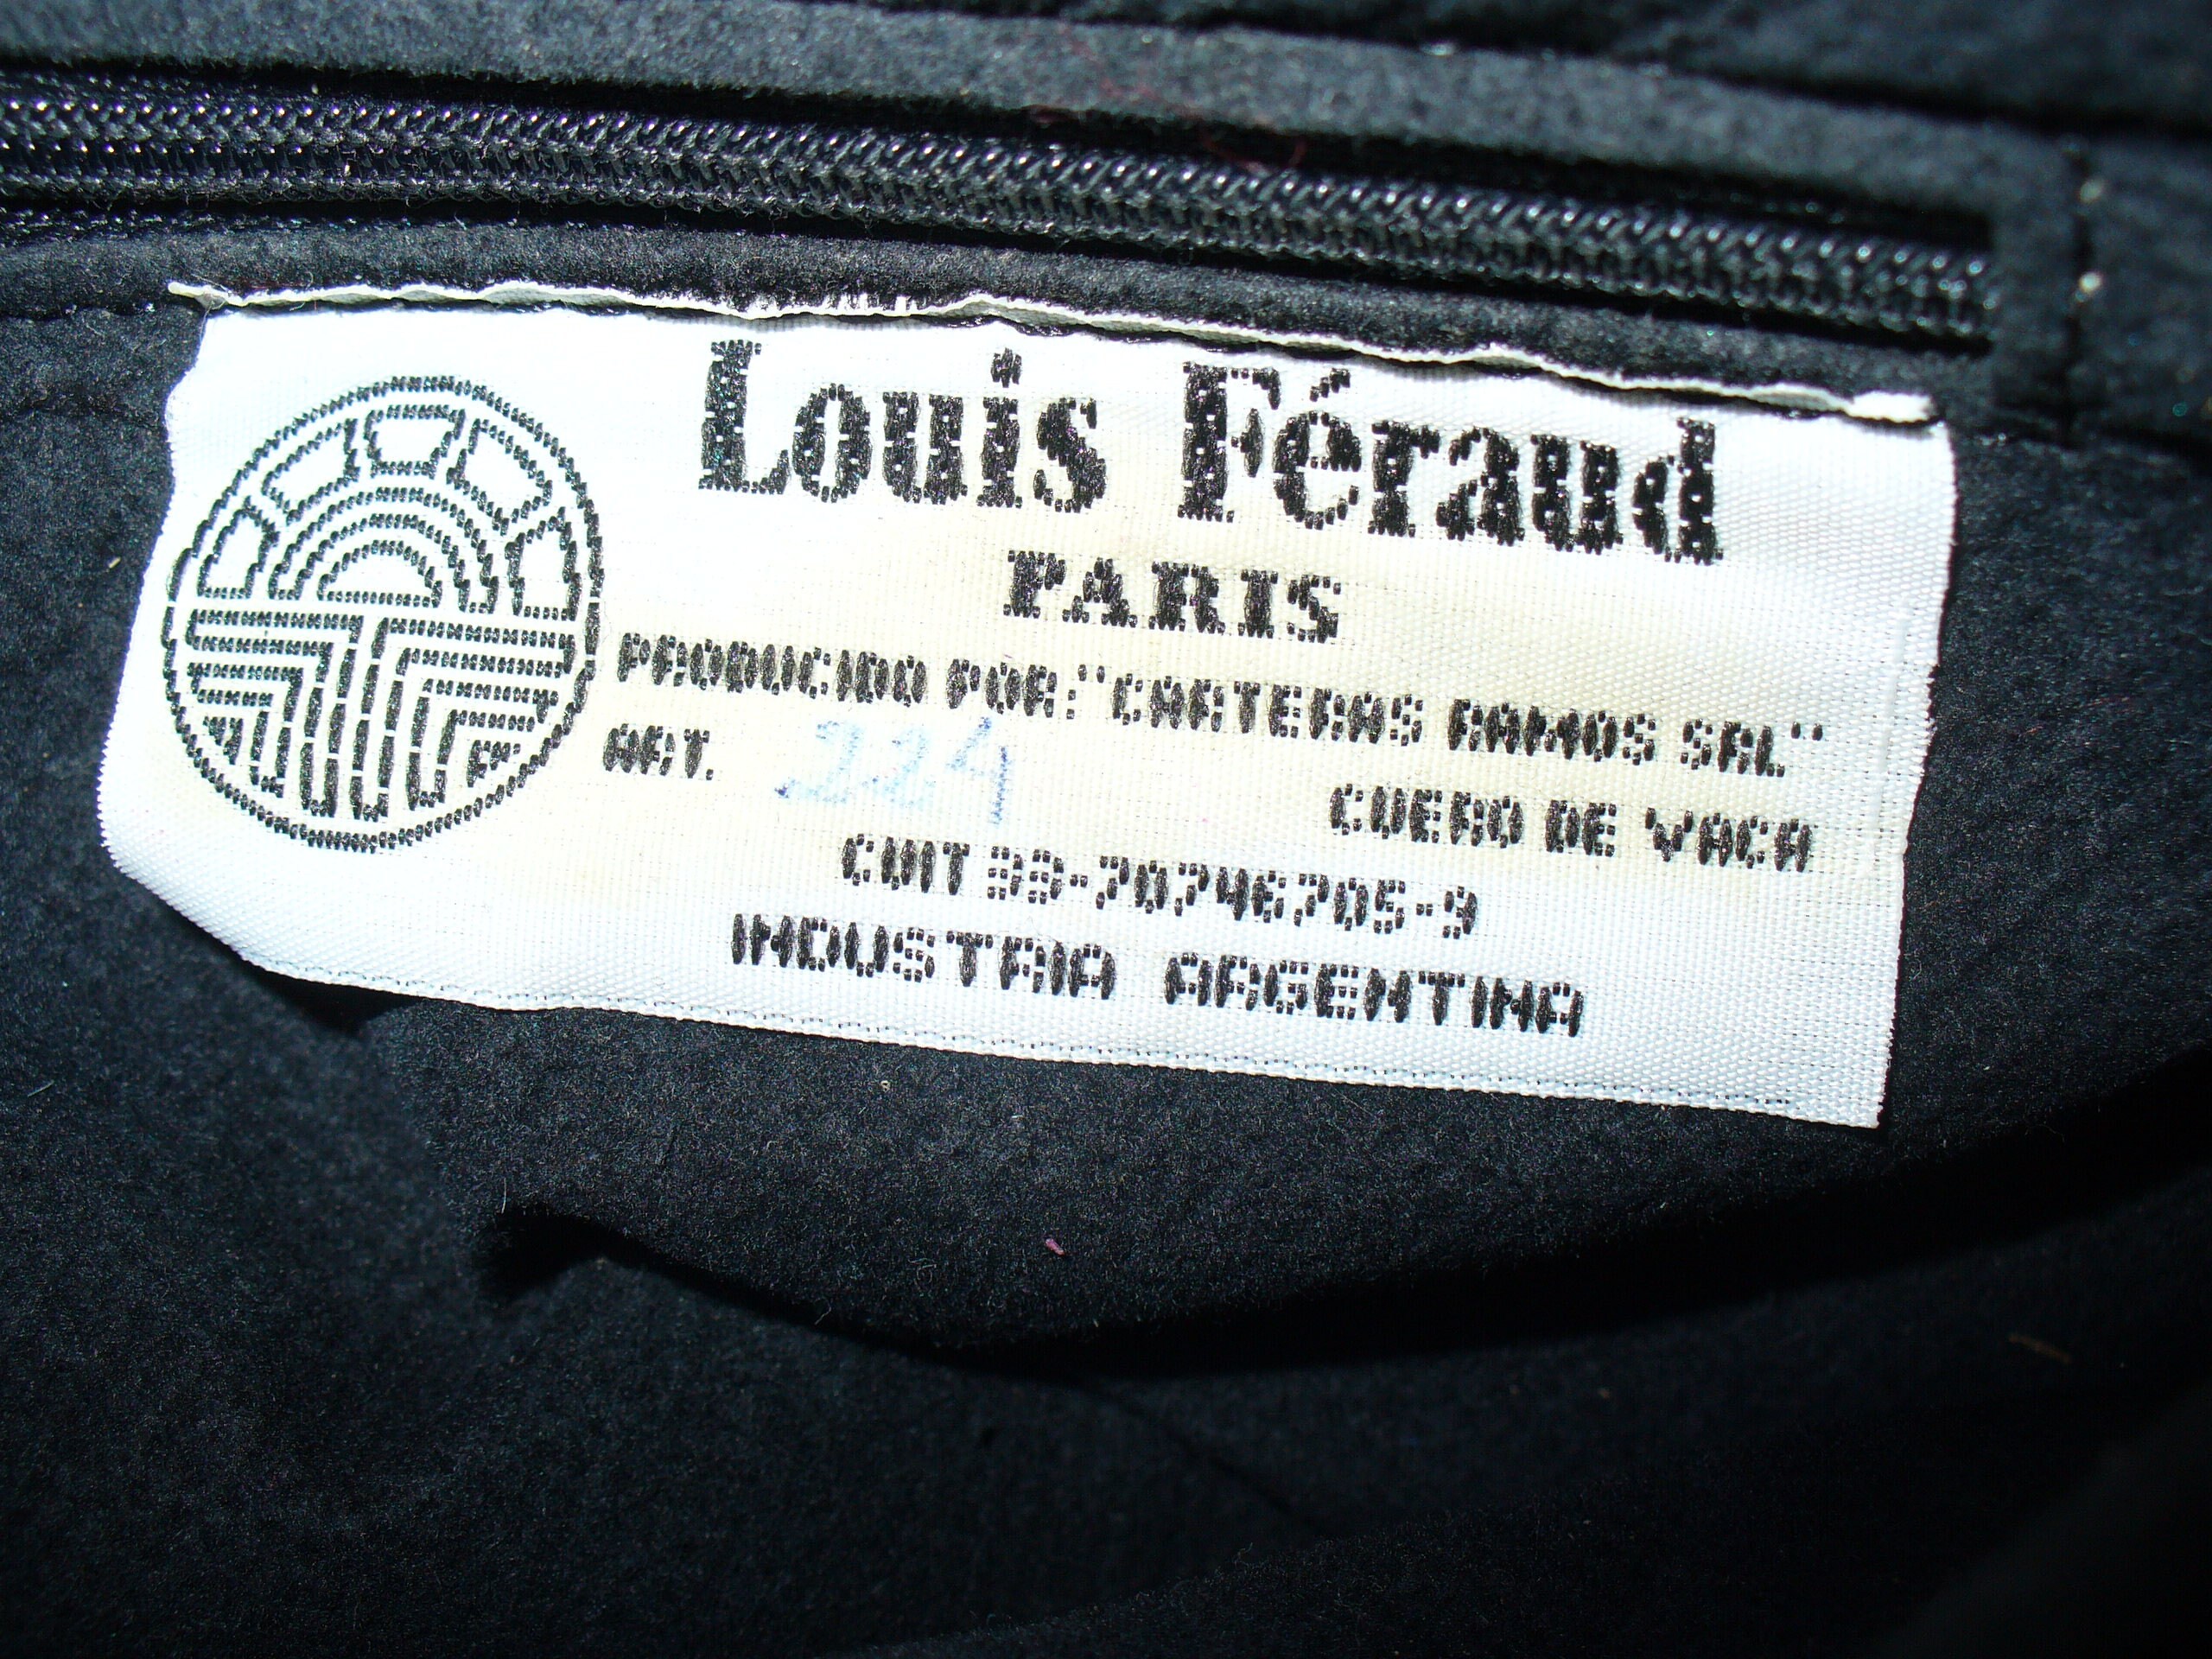 Louis Féraud
PARIS
PRODUCIDO POR: "CARTERAS RAMOS SRL"
ART. 224
CUERO DE VACA
CUIT 33-70746705-9
INDUSTRIA ARGENTINA